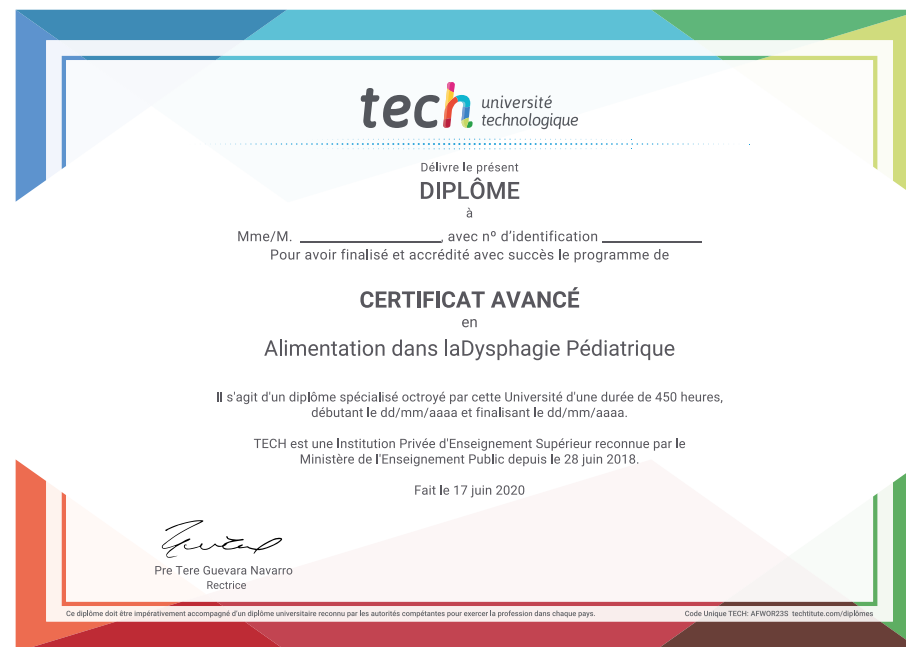 tech université
technologique
Délivre le présent
DIPLÔME
à
Mme/M. ____________________, avec nº d'identification ______________
Pour avoir finalisé et accrédité avec succès le programme de
CERTIFICAT AVANCÉ
en
Alimentation dans laDysphagie Pédiatrique
Il s'agit d'un diplôme spécialisé octroyé par cette Université d'une durée de 450 heures,
débutant le dd/mm/aaaa et finalisant le dd/mm/aaaa.
TECH est une Institution Privée d'Enseignement Supérieur reconnue par le
Ministère de l'Enseignement Public depuis le 28 juin 2018.
Fait le 17 juin 2020
Pre Tere Guevara Navarro
Rectrice
Ce diplôme doit être impérativement accompagné d'un diplôme universitaire reconnu par les autorités compétantes pour exercer la profession dans chaque pays.
Code Unique TECH: AFWOR23S techtitute.com/diplômes